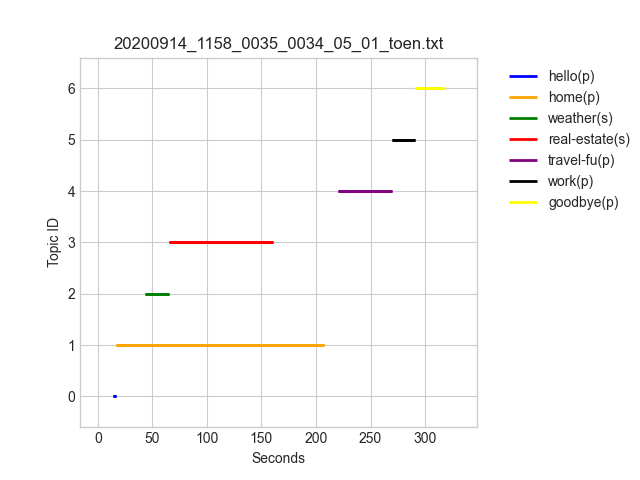 20200914_1158_0035_0034_05_01_toen.txt
hello(p)
home(p)
weather(s)
real-estate(s)
travel-fu(p)
work(p)
goodbye(p)
Topic ID
6
5
4
3
2
1
0
0 50 100 150 200 250 300
Seconds